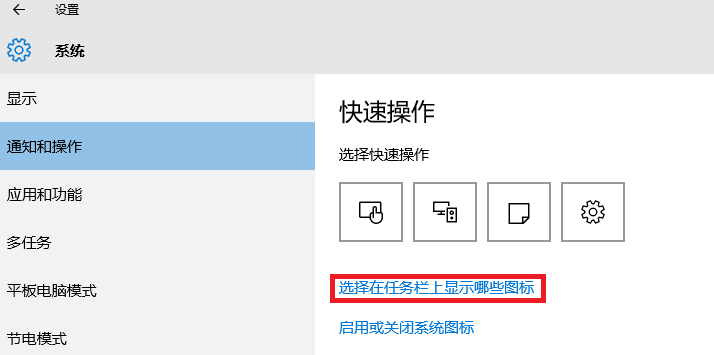 设置
系统
显示
通知和操作
应用和功能
多任务
平板电脑模式
节电模式
快速操作
选择快速操作
选择在任务栏上显示哪些图标
启用或关闭系统图标